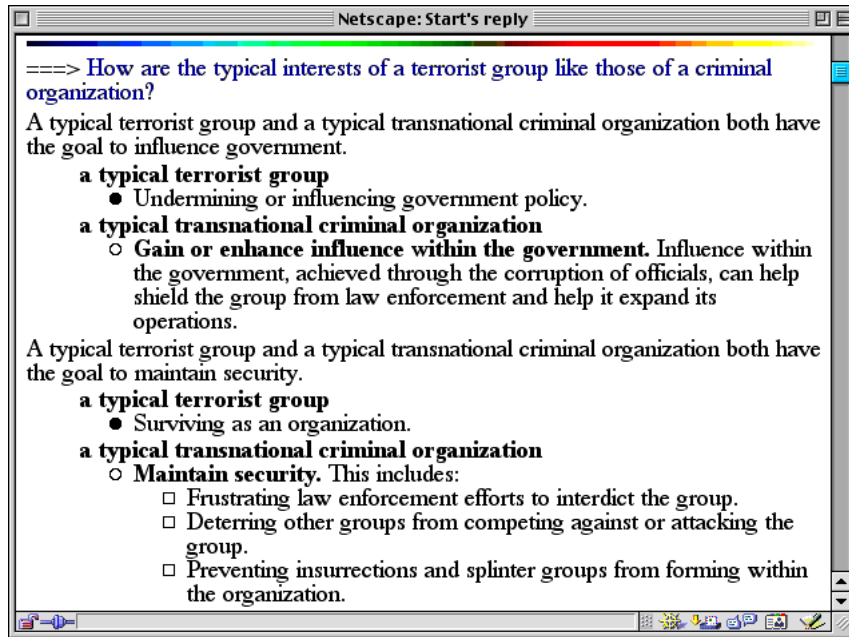 Netscape: Start's reply
===> How are the typical interests of a terrorist group like those of a criminal
organization?
A typical terrorist group and a typical transnational criminal organization both have
the goal to influence government.
a typical terrorist group
● Undermining or influencing government policy.
a typical transnational criminal organization
○ Gain or enhance influence within the government. Influence within
the government, achieved through the corruption of officials, can help
shield the group from law enforcement and help it expand its
operations.
A typical terrorist group and a typical transnational criminal organization both have
the goal to maintain security.
a typical terrorist group
● Surviving as an organization.
a typical transnational criminal organization
○ Maintain security. This includes:
□ Frustrating law enforcement efforts to interdict the group.
□ Deterring other groups from competing against or attacking the
group.
□ Preventing insurrections and splinter groups from forming within
the organization.